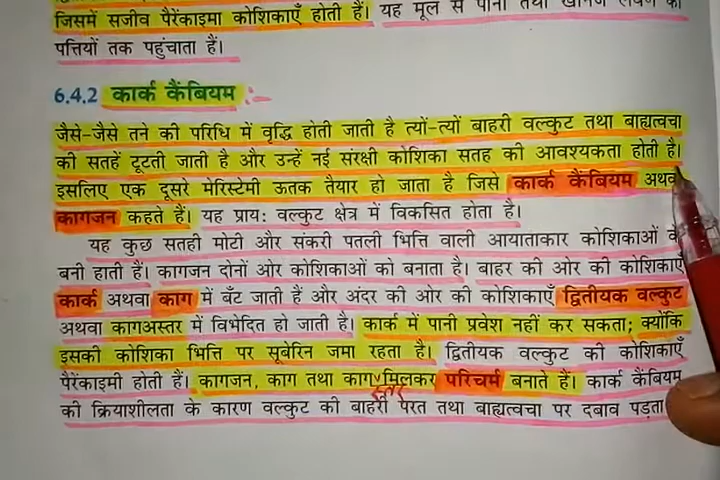 जिसमें सजीव पैरेंकाइमा कोशिकाएँ होती हैं। यह मूल से पानी तथा खनिज लवण को
पत्तियों तक पहुंचाता हैं।
6.4.2 कार्क कैंबियम
जैसे-जैसे तने की परिधि में वृद्धि होती जाती है त्यों-त्यों बाहरी वल्कुट तथा बाह्यत्वचा
की सतहें टूटती जाती है और उन्हें नई संरक्षी कोशिका सतह की आवश्यकता होती है।
इसलिए एक दूसरे मेरिस्टेमी ऊतक तैयार हो जाता है जिसे कार्क कैंबियम अथवा
कागजन कहते हैं। यह प्राय: वल्कुट क्षेत्र में विकसित होता है।
यह कुछ सतही मोटी और संकरी पतली भित्ति वाली आयाताकार कोशिकाओं
बनी होती हैं। कागजन दोनों ओर कोशिकाओं को बनाता है। बाहर की ओर की कोशिकाएँ
कार्क अथवा काग में बँट जाती हैं और अंदर की ओर की कोशिकाएँ द्वितीयक वल्कुट
अथवा कागअस्तर में विभेदित हो जाती है। कार्क में पानी प्रवेश नहीं कर सकता; क्योंकि
इसकी कोशिका भित्ति पर सूबेरिन जमा रहता है। द्वितीयक वल्कुट की कोशिकाएँ
पैरेंकाइमी होती हैं। कागजन, काग तथा काग मिलकर परिचर्म बनाते हैं। कार्क कैंबियम
स्तर
की क्रियाशीलता के कारण वल्कुट की बाहरी परत तथा बाह्यत्वचा पर दबाव पड़ता